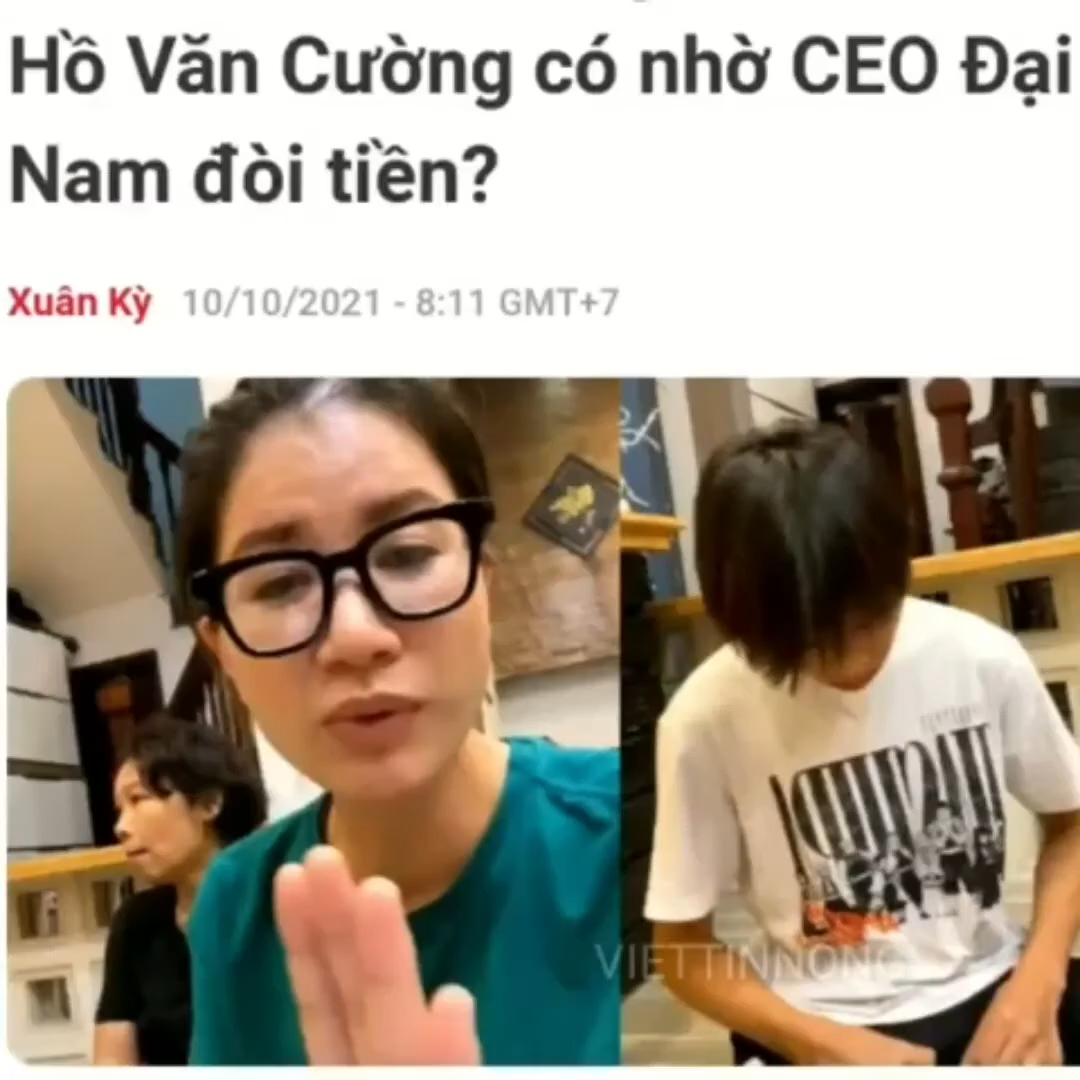 Hồ Văn Cường có nhờ CEO Đại
Nam đòi tiền?
Xuân Kỳ 10/10/2021 - 8:11 GMT+7
VIETTINNONG